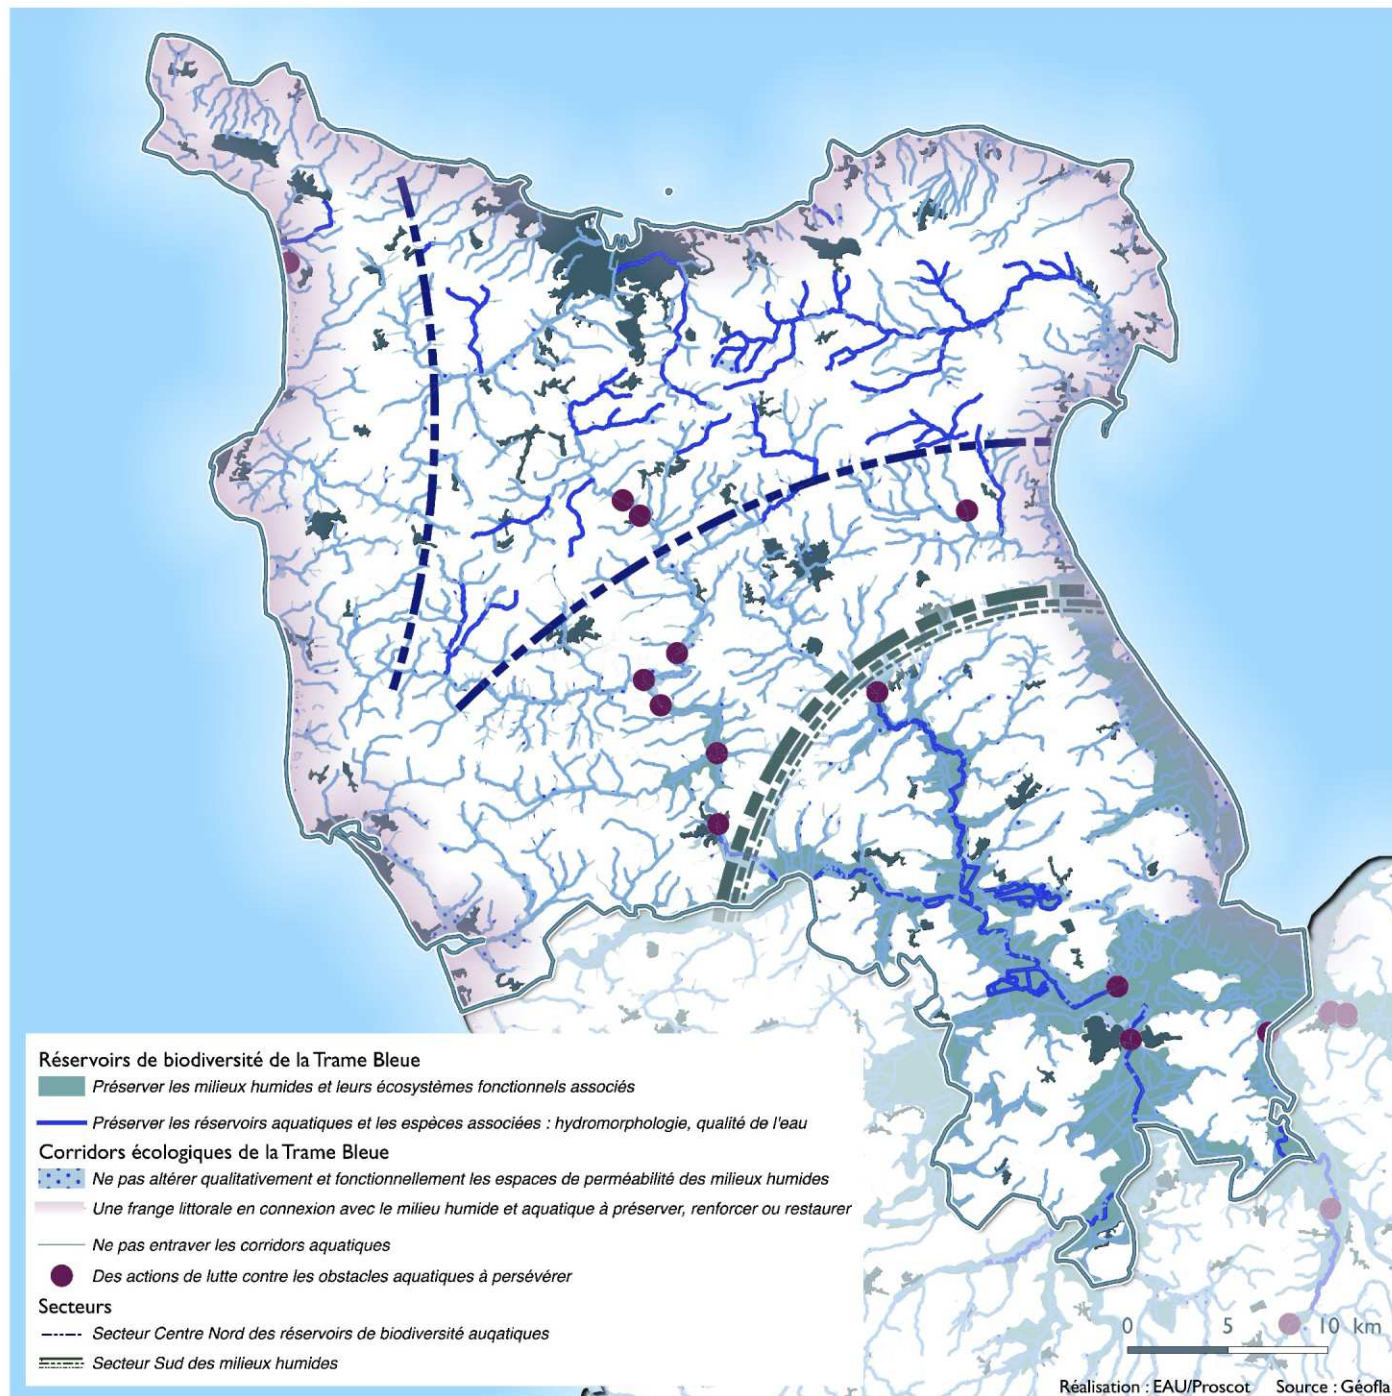 Réservoirs de biodiversité de la Trame Bleue
Préserver les milieux humides et leurs écosystèmes fonctionnels associés
Préserver les réservoirs aquatiques et les espèces associées : hydromorphologie, qualité de l'eau
Corridors écologiques de la Trame Bleue
Ne pas altérer qualitativement et fonctionnellement les espaces de perméabilité des milieux humides
Une frange littorale en connexion avec le milieu humide et aquatique à préserver, renforcer ou restaurer
Ne pas entraver les corridors aquatiques
Des actions de lutte contre les obstacles aquatiques à persévérer
Secteurs
Secteur Centre Nord des réservoirs de biodiversité auqatiques
Secteur Sud des milieux humides
0 5 10 km
Réalisation : EAU/Proscot Source : Géofla